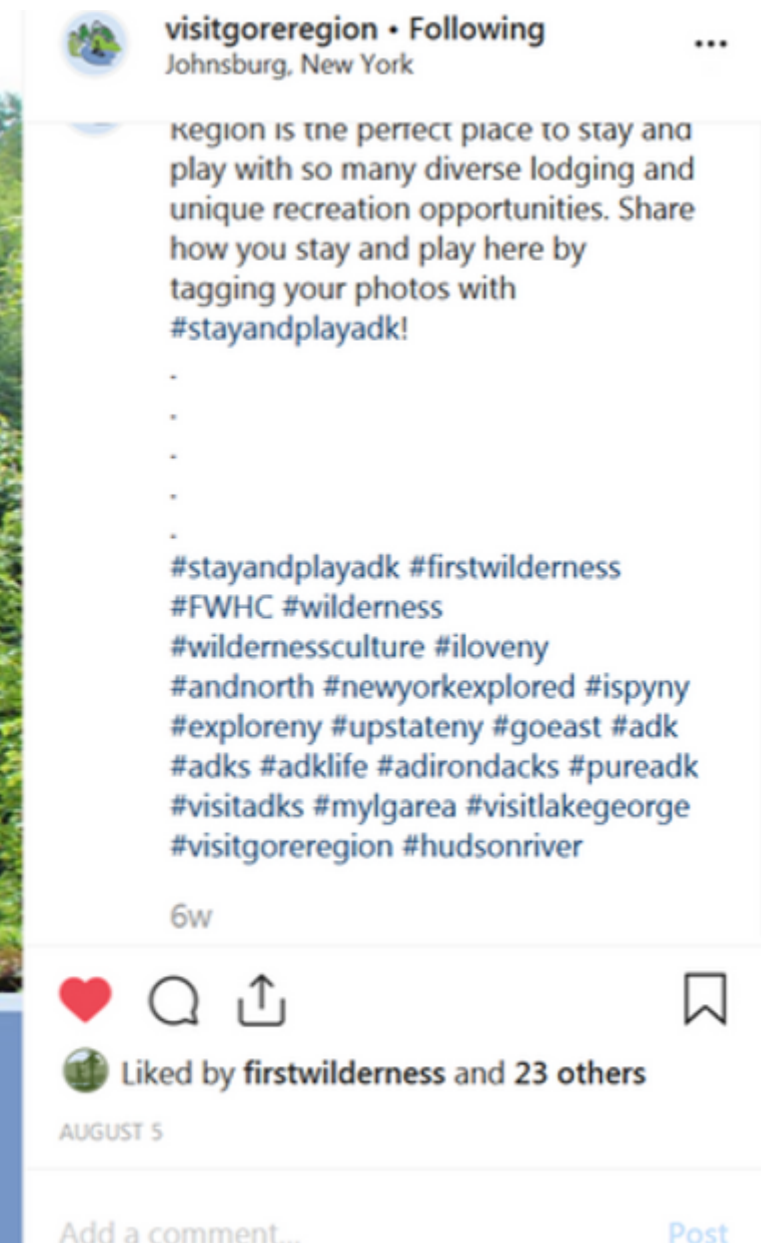 visitgoreregion • Following
Johnsburg, New York
Region is the perfect place to stay and
play with so many diverse lodging and
unique recreation opportunities. Share
how you stay and play here by
tagging your photos with
#stayandplayadk!
.
.
.
.
.
#stayandplayadk #firstwilderness
#FWHC #wilderness
#wildernessculture #iloveny
#andnorth #newyorkexplored #ispyny
#exploreny #upstateny #goeast #adk
#adks #adklife #adirondacks #pureadk
#visitadks #mylgarea #visitlakegeorge
#visitgoreregion #hudsonriver
6w
Liked by firstwilderness and 23 others
AUGUST 5
Add a comment...
Post